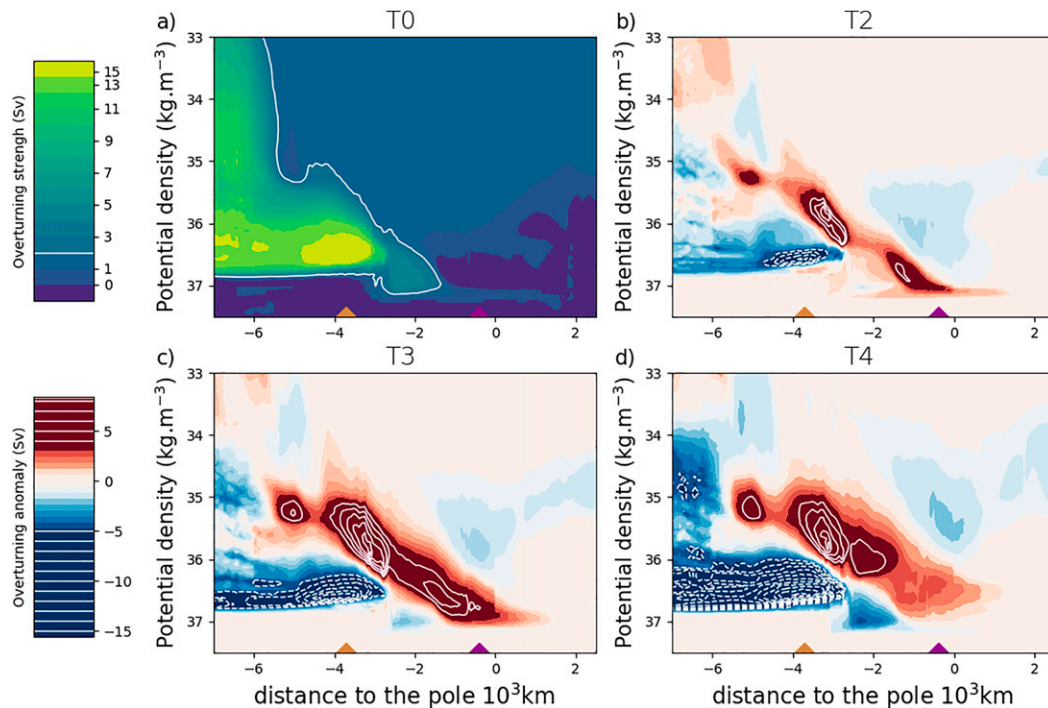 a) T0
Potential density (kg.m⁻³)
33
34
35
36
37
−6 −4 −2 0 2
b) T2
Potential density (kg.m⁻³)
33
34
35
36
37
−6 −4 −2 0 2
Overturning strengh (Sv)
15
13
11
9
7
5
3
1
0
c) T3
Potential density (kg.m⁻³)
33
34
35
36
37
−6 −4 −2 0 2
distance to the pole 10³km
d) T4
Potential density (kg.m⁻³)
33
34
35
36
37
−6 −4 −2 0 2
distance to the pole 10³km
Overturning anomaly (Sv)
5
0
−5
−10
−15